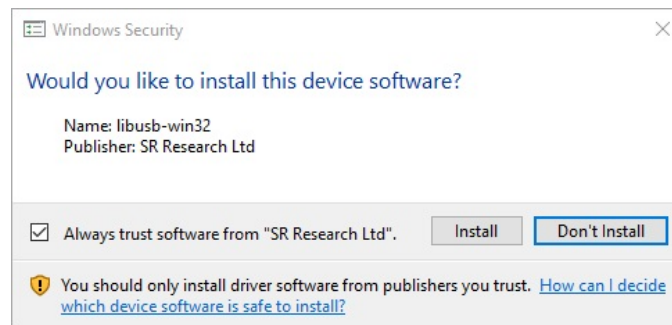 Windows Security
Would you like to install this device software?
Name: libusb-win32
Publisher: SR Research Ltd
Always trust software from "SR Research Ltd".
Install
Don't Install
You should only install driver software from publishers you trust. How can I decide
which device software is safe to install?